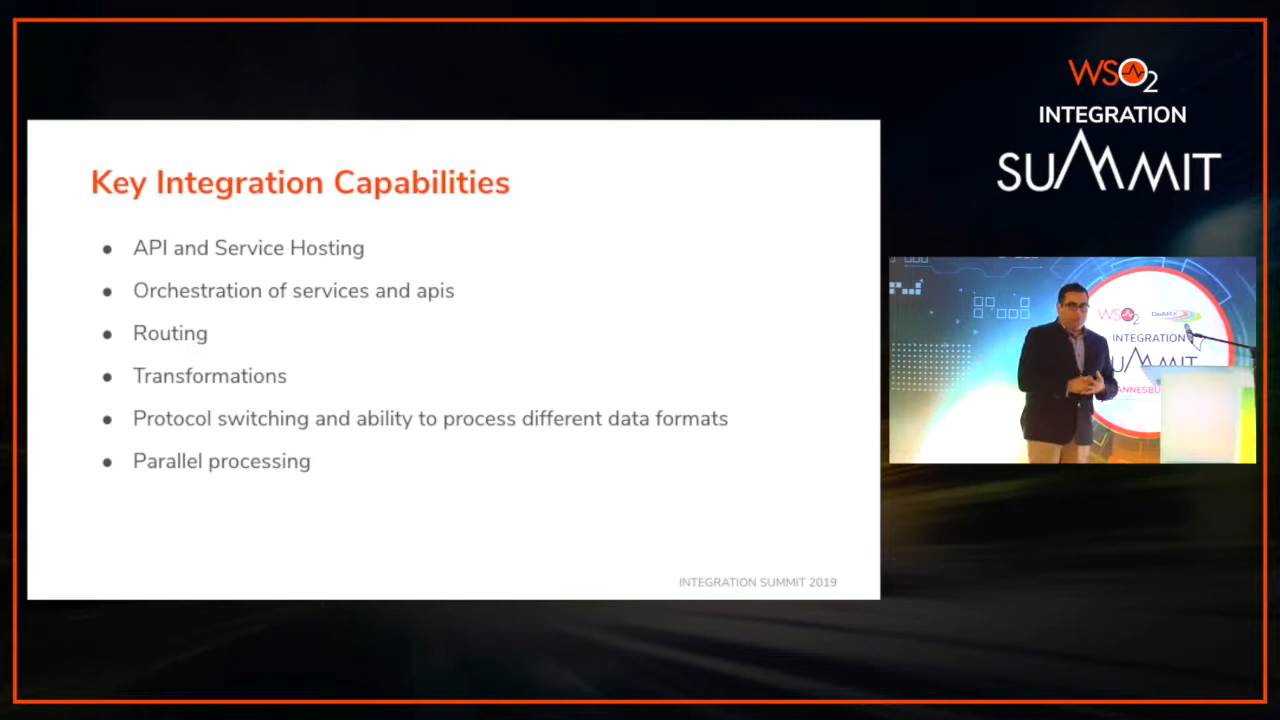 WSO2
INTEGRATION
SUMMIT
Key Integration Capabilities
● API and Service Hosting
● Orchestration of services and apis
● Routing
● Transformations
● Protocol switching and ability to process different data formats
● Parallel processing
INTEGRATION SUMMIT 2019
WSO2
INTEGRATION